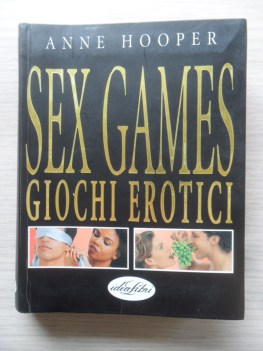 ANNE HOOPER
SEX GAMES
GIOCHI EROTICI
idealibri